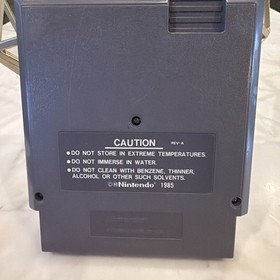 CAUTION REV-A
• DO NOT STORE IN EXTREME TEMPERATURES.
• DO NOT IMMERSE IN WATER.
• DO NOT CLEAN WITH BENZENE, THINNER,
ALCOHOL OR OTHER SUCH SOLVENTS.
©Ⓜ Nintendo 1985